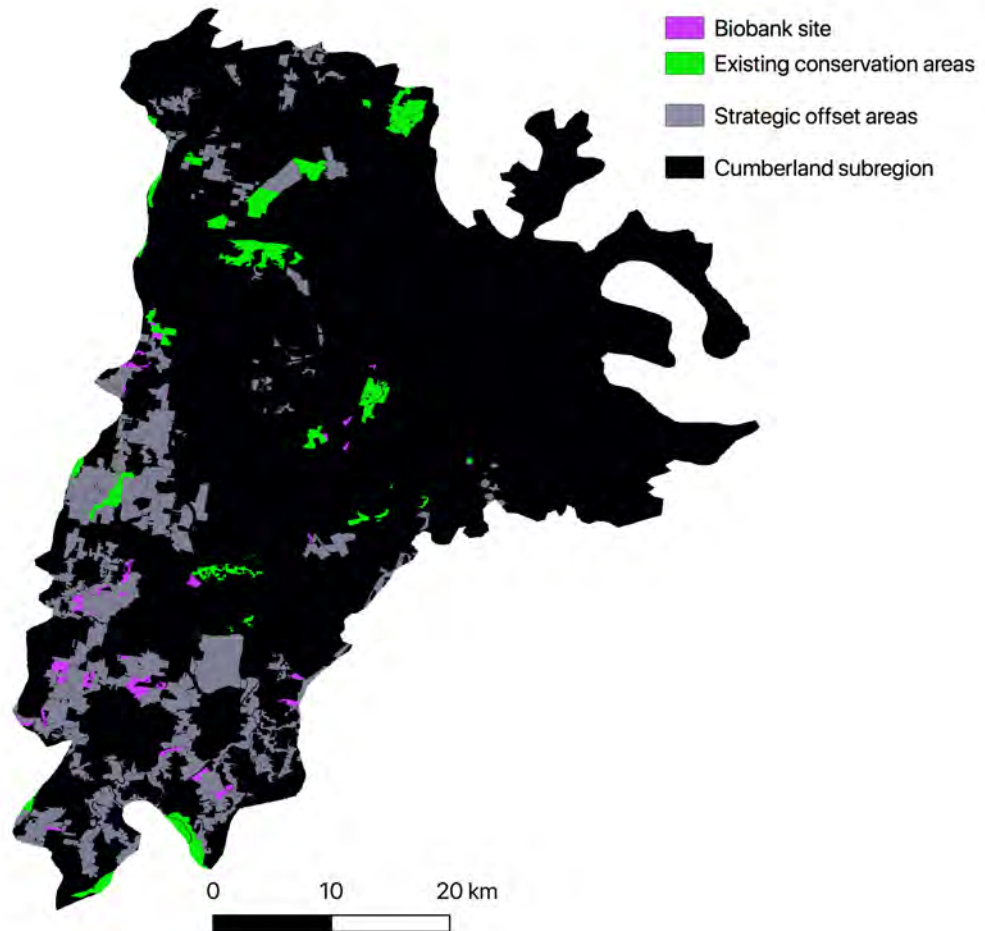 Biobank site
Existing conservation areas
Strategic offset areas
Cumberland subregion
0 10 20 km